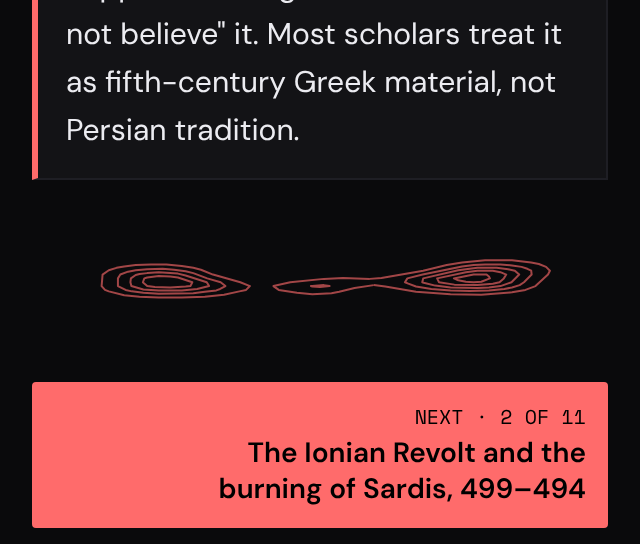 not believe" it. Most scholars treat it
as fifth-century Greek material, not
Persian tradition.
NEXT · 2 OF 11
The Ionian Revolt and the
burning of Sardis, 499–494